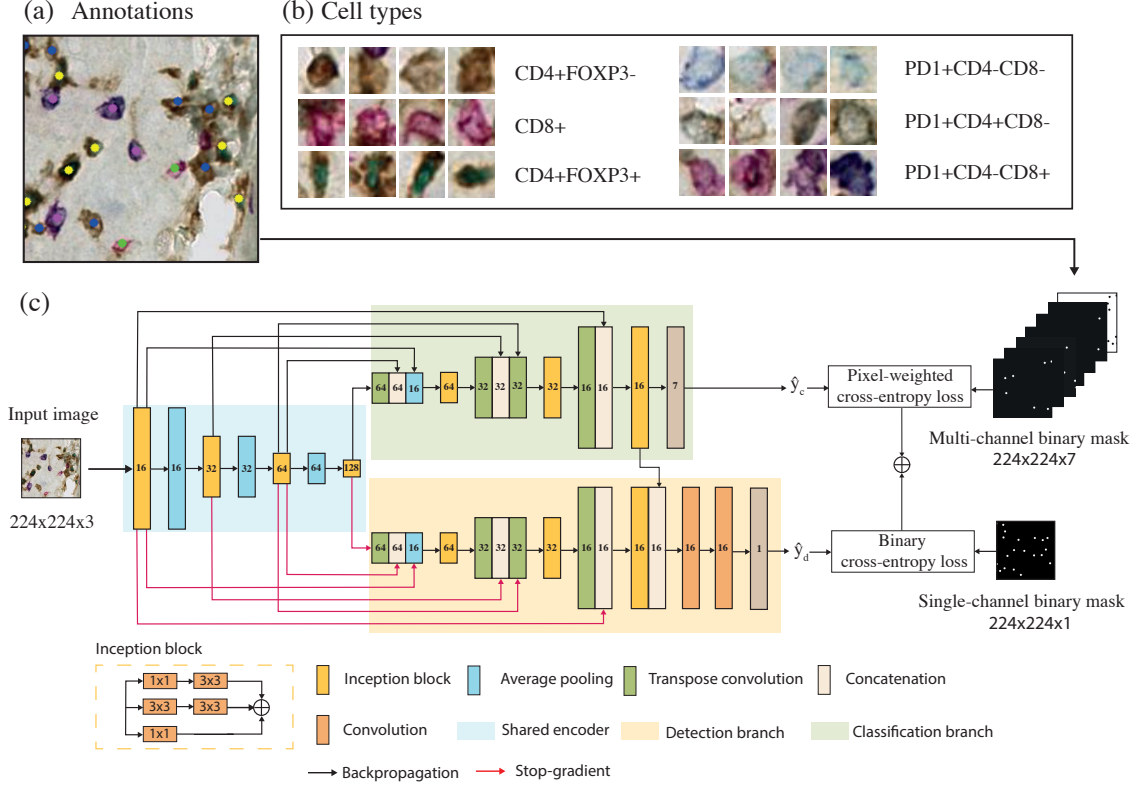 (a) Annotations
(b) Cell types
CD4+FOXP3-
CD8+
CD4+FOXP3+
PD1+CD4-CD8-
PD1+CD4+CD8-
PD1+CD4-CD8+
(c)
Input image
224x224x3
16
16
32
32
64
64
128
64 64 16
64
32 32 32
32
16 16
16
7
ŷc
Pixel-weighted
cross-entropy loss
Multi-channel binary mask
224x224x7
64 64 16
64
32 32 32
32
16 16
16 16
16
16
1
ŷd
Binary
cross-entropy loss
Single-channel binary mask
224x224x1
Inception block
1x1 3x3
3x3 3x3
1x1
Inception block
Average pooling
Transpose convolution
Concatenation
Convolution
Shared encoder
Detection branch
Classification branch
Backpropagation
Stop-gradient